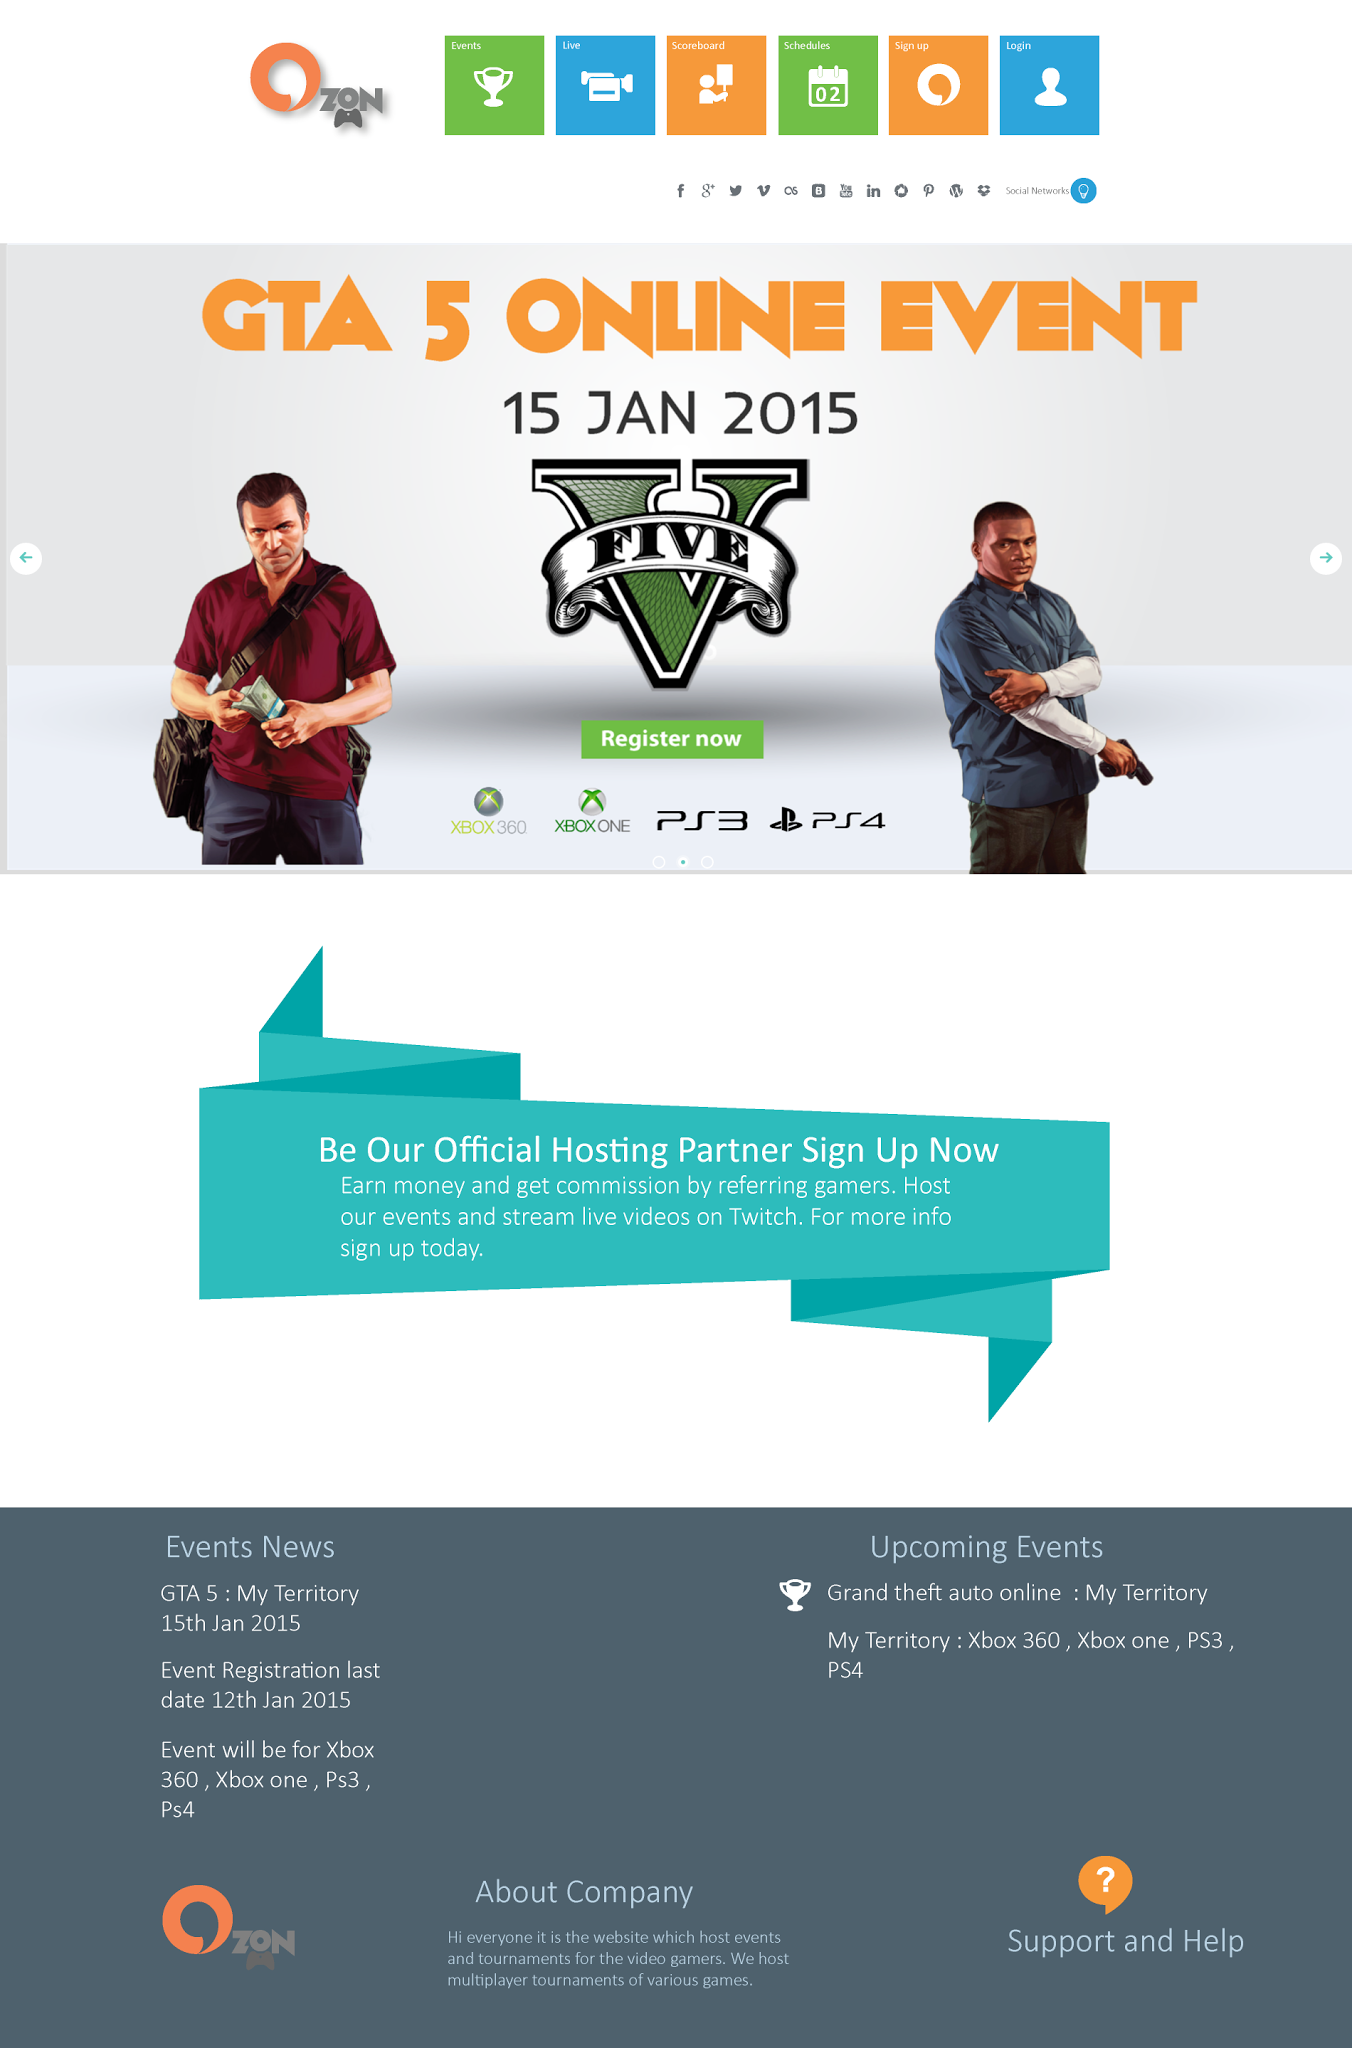 Events
Live
Scoreboard
Schedules
Sign up
Login
02
OZON
Social Networks
GTA 5 ONLINE EVENT
15 JAN 2015
FIVE
Register now
XBOX 360
XBOX ONE
PS3
PS4
Be Our Official Hosting Partner Sign Up Now
Earn money and get commission by referring gamers. Host
our events and stream live videos on Twitch. For more info
sign up today.
Events News
GTA 5 : My Territory
15th Jan 2015
Event Registration last
date 12th Jan 2015
Event will be for Xbox
360 , Xbox one , Ps3 ,
Ps4
Upcoming Events
Grand theft auto online  : My Territory
My Territory : Xbox 360 , Xbox one , PS3 ,
PS4
OZON
About Company
Hi everyone it is the website which host events
and tournaments for the video gamers. We host
multiplayer tournaments of various games.
?
Support and Help